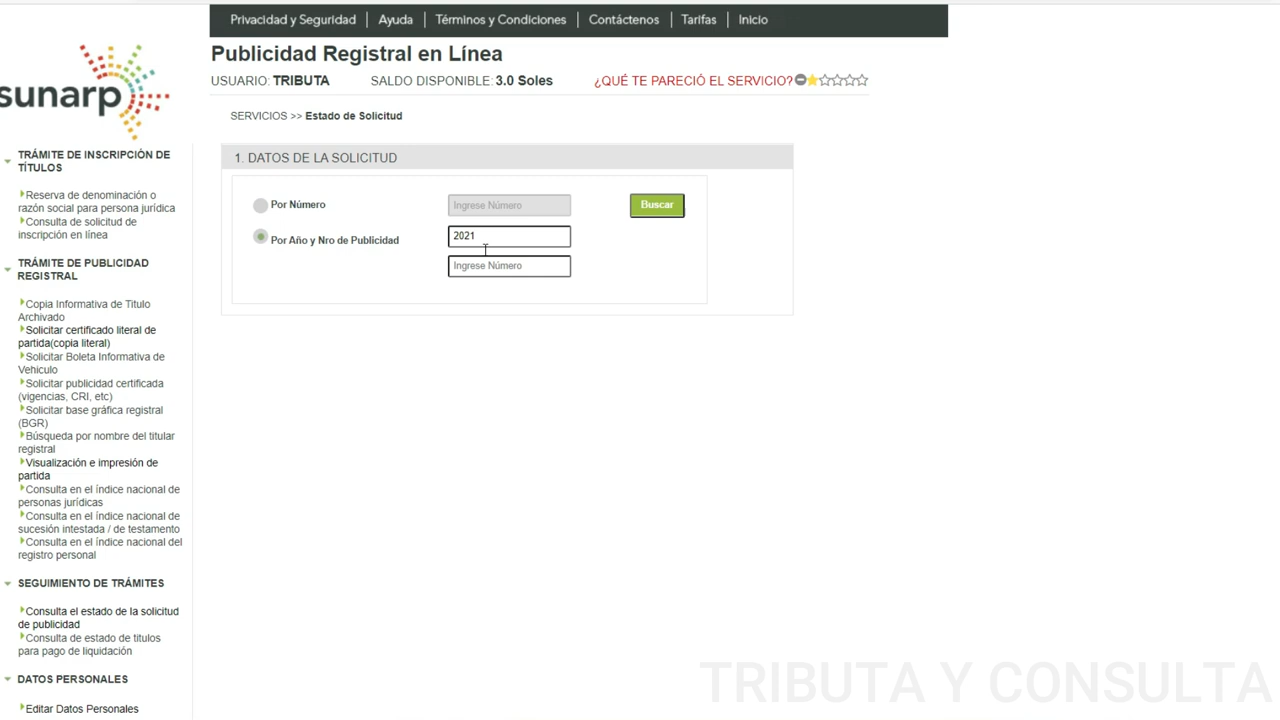 Privacidad y Seguridad | Ayuda | Términos y Condiciones | Contáctenos | Tarifas | Inicio
Publicidad Registral en Línea
USUARIO: TRIBUTA SALDO DISPONIBLE: 3.0 Soles ¿QUÉ TE PARECIÓ EL SERVICIO?
sunarp
SERVICIOS >> Estado de Solicitud
TRÁMITE DE INSCRIPCIÓN DE
TÍTULOS
Reserva de denominación o
razón social para persona jurídica
Consulta de solicitud de
inscripción en línea
TRÁMITE DE PUBLICIDAD
REGISTRAL
Copia Informativa de Titulo
Archivado
Solicitar certificado literal de
partida(copia literal)
Solicitar Boleta Informativa de
Vehiculo
Solicitar publicidad certificada
(vigencias, CRI, etc)
Solicitar base gráfica registral
(BGR)
Búsqueda por nombre del titular
registral
Visualización e impresión de
partida
Consulta en el índice nacional de
personas jurídicas
Consulta en el índice nacional de
sucesión intestada / de testamento
Consulta en el índice nacional del
registro personal
SEGUIMIENTO DE TRÁMITES
Consulta el estado de la solicitud
de publicidad
Consulta de estado de titulos
para pago de liquidación
DATOS PERSONALES
Editar Datos Personales
1. DATOS DE LA SOLICITUD
Por Número Ingrese Número Buscar
Por Año y Nro de Publicidad 2021
Ingrese Número
TRIBUTA Y CONSULTA